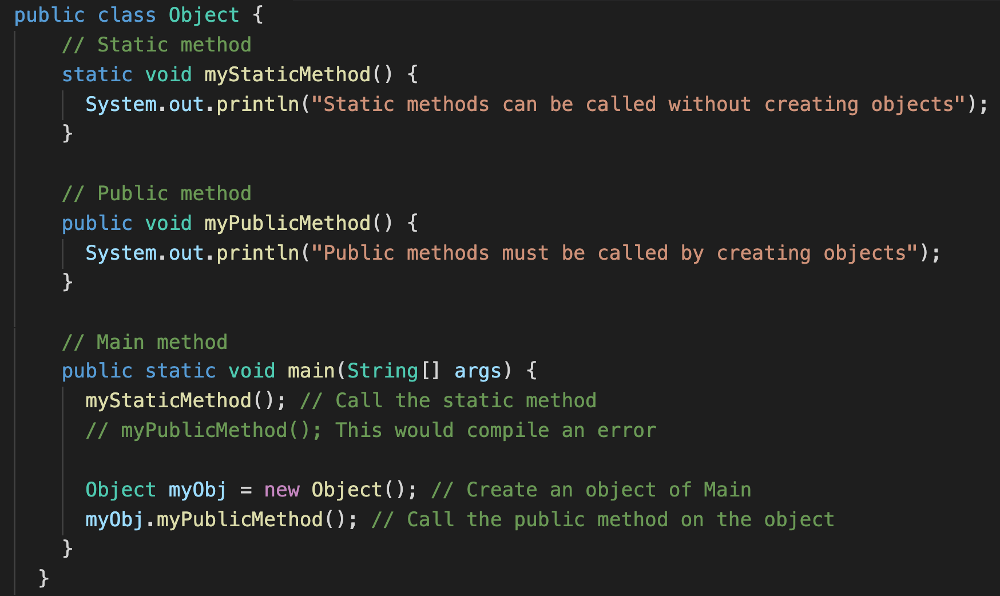 public class Object {
// Static method
static void myStaticMethod() {
System.out.println("Static methods can be called without creating objects");
}
// Public method
public void myPublicMethod() {
System.out.println("Public methods must be called by creating objects");
}
// Main method
public static void main(String[] args) {
myStaticMethod(); // Call the static method
// myPublicMethod(); This would compile an error
Object myObj = new Object(); // Create an object of Main
myObj.myPublicMethod(); // Call the public method on the object
}
}